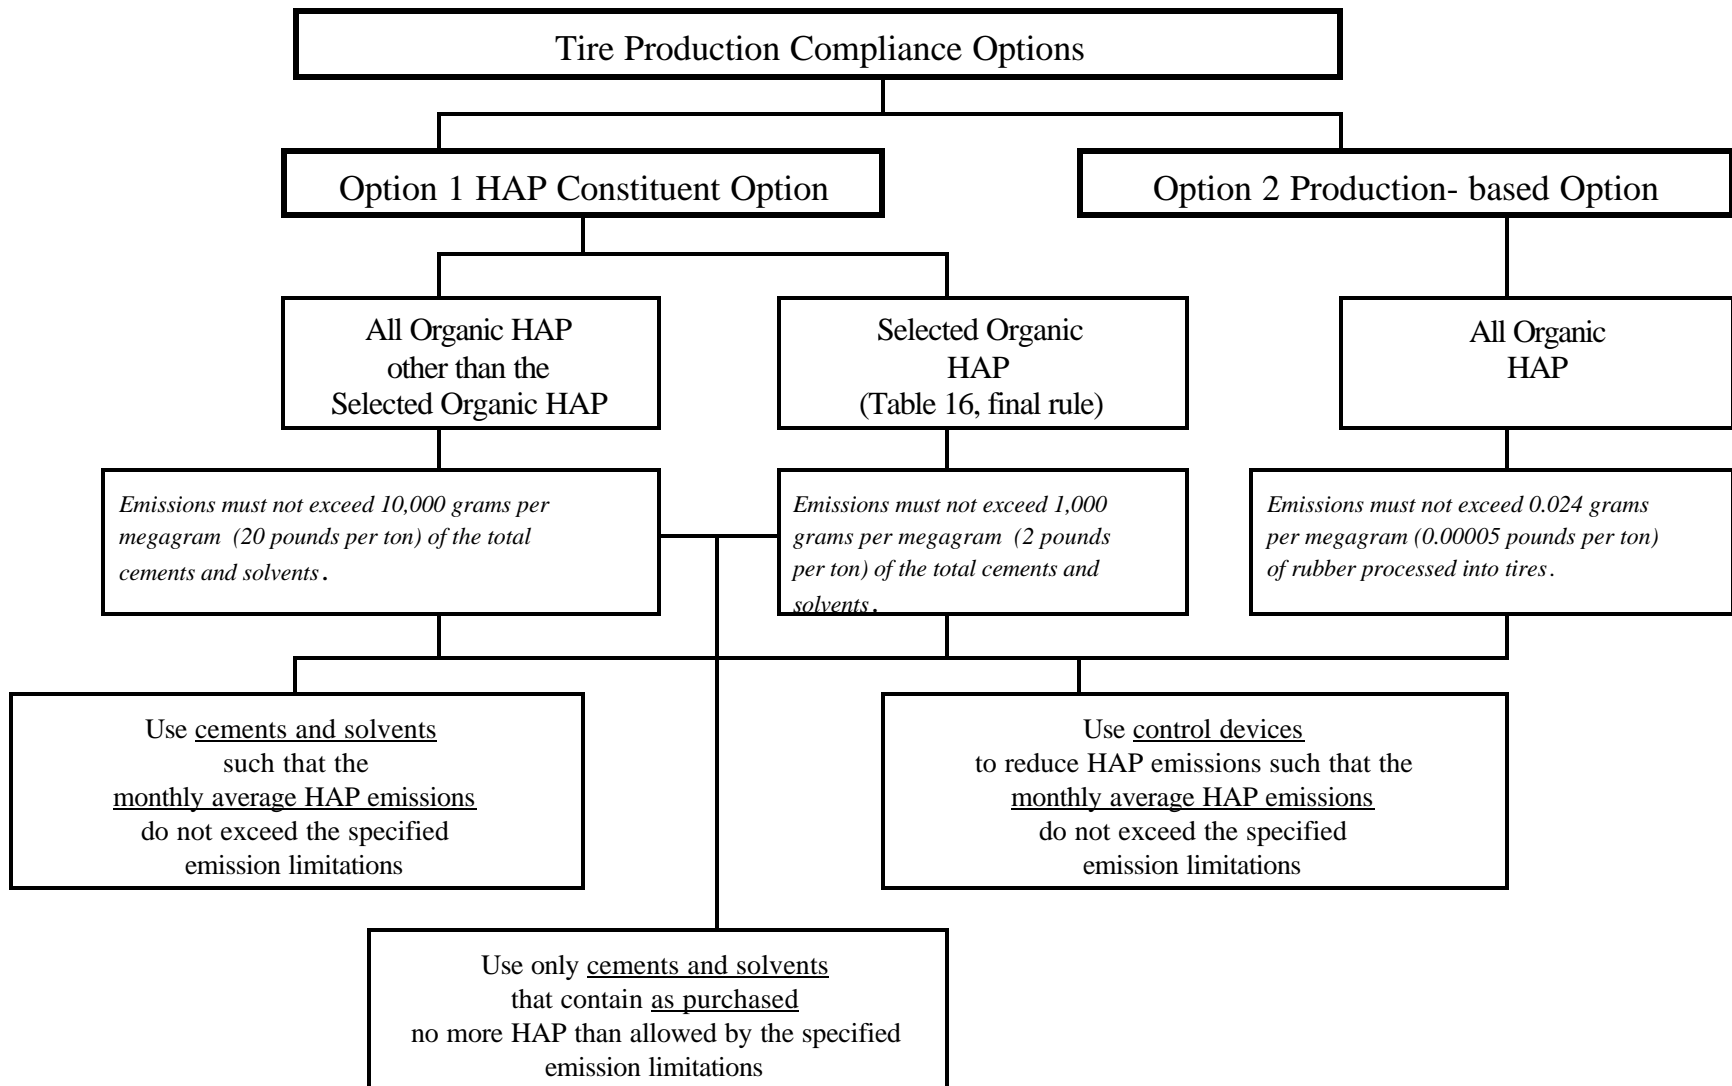 Tire Production Compliance Options
Option 1 HAP Constituent Option
Option 2 Production- based Option
All Organic HAP
other than the
Selected Organic HAP
Selected Organic
HAP
(Table 16, final rule)
All Organic
HAP
Emissions must not exceed 10,000 grams per
megagram (20 pounds per ton) of the total
cements and solvents.
Emissions must not exceed 1,000
grams per megagram (2 pounds
per ton) of the total cements and
solvents.
Emissions must not exceed 0.024 grams
per megagram (0.00005 pounds per ton)
of rubber processed into tires.
Use cements and solvents
such that the
monthly average HAP emissions
do not exceed the specified
emission limitations
Use control devices
to reduce HAP emissions such that the
monthly average HAP emissions
do not exceed the specified
emission limitations
Use only cements and solvents
that contain as purchased
no more HAP than allowed by the specified
emission limitations